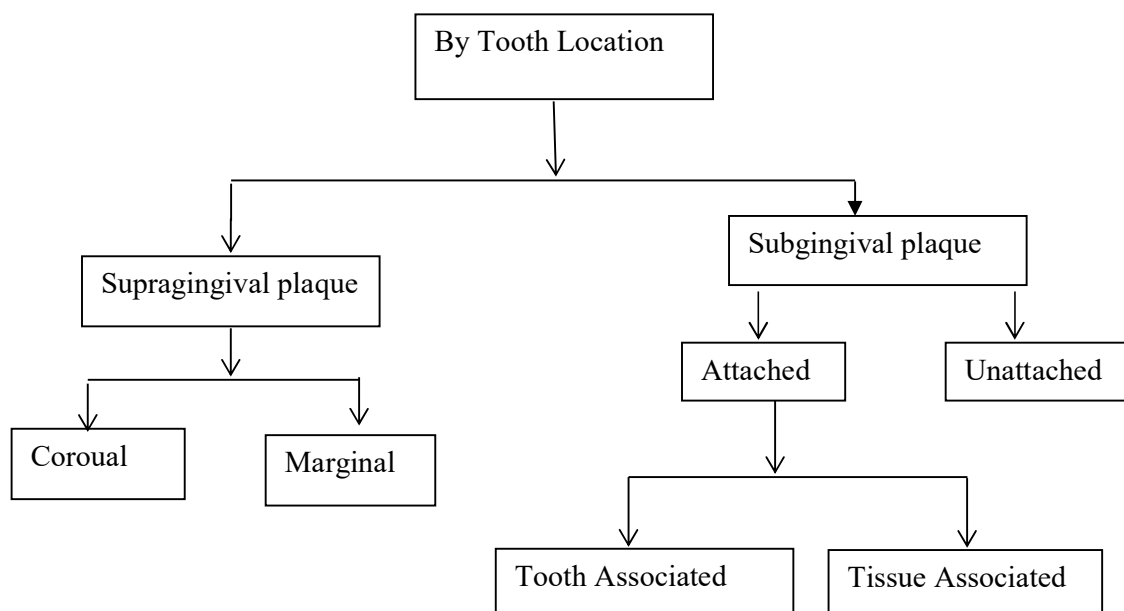 By Tooth Location
Supragingival plaque
Subgingival plaque
Attached
Unattached
Coroual
Marginal
Tooth Associated
Tissue Associated